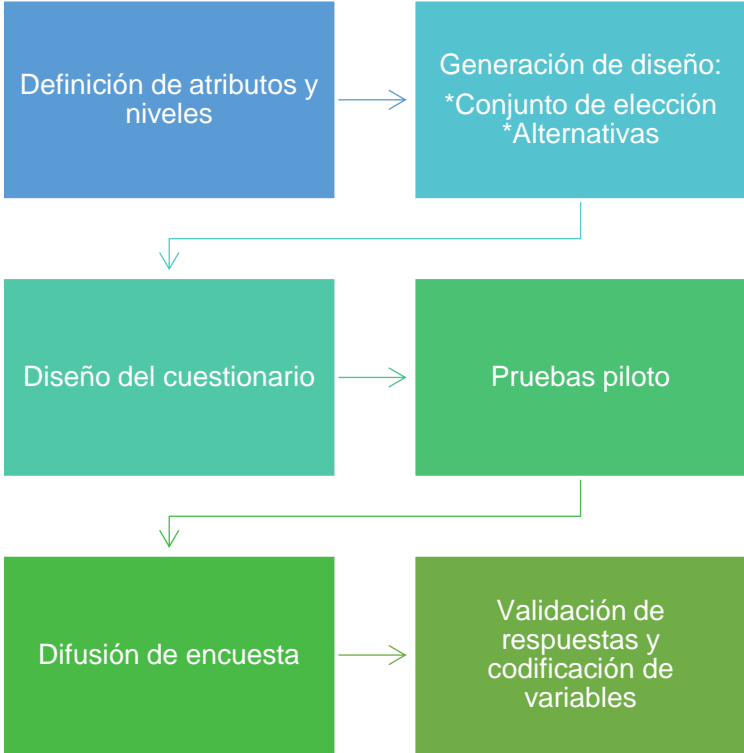 Definición de atributos y
niveles
Generación de diseño:
*Conjunto de elección
*Alternativas
Diseño del cuestionario
Pruebas piloto
Difusión de encuesta
Validación de
respuestas y
codificación de
variables